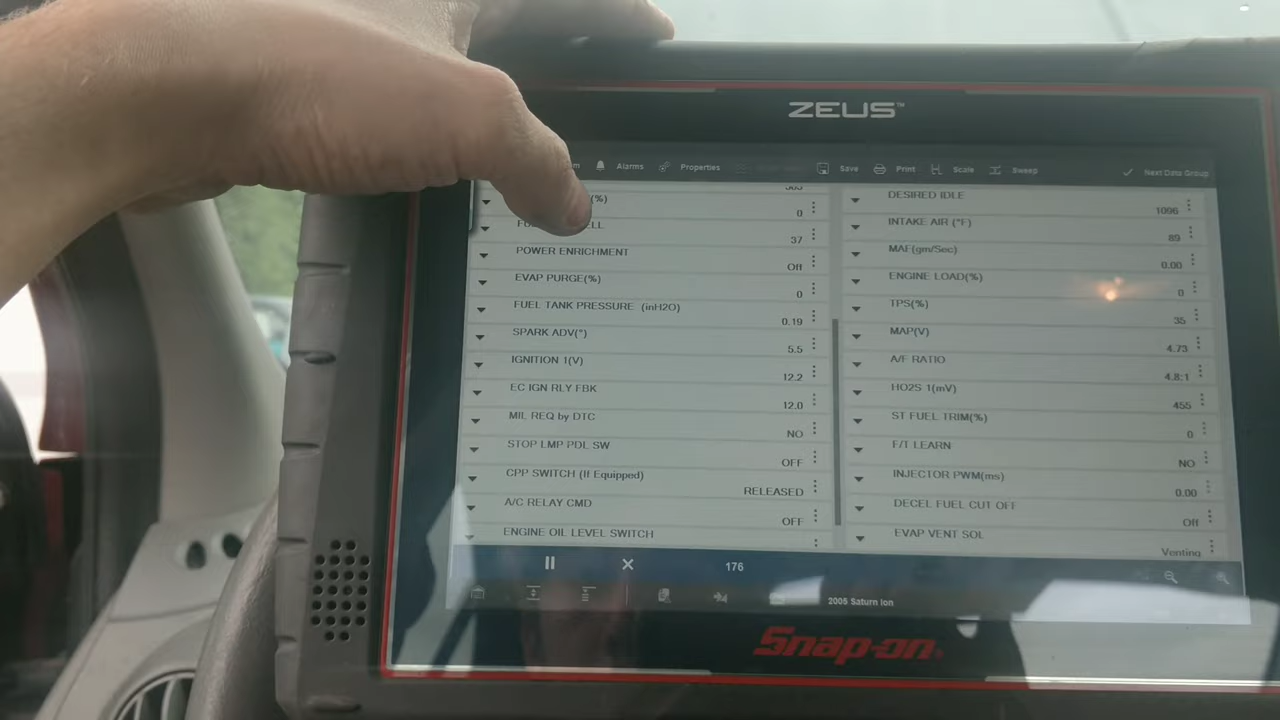 ZEUS™
Alarms Properties Save Print Scale Sweep Next Data Group
(%) 0
37
POWER ENRICHMENT Off
EVAP PURGE(%) 0
FUEL TANK PRESSURE (inH2O) 0.19
SPARK ADV(°) 5.5
IGNITION 1(V) 12.2
EC IGN RLY FBK 12.0
MIL REQ by DTC NO
STOP LMP PDL SW OFF
CPP SWITCH (If Equipped) RELEASED
A/C RELAY CMD OFF
ENGINE OIL LEVEL SWITCH
DESIRED IDLE 1096
INTAKE AIR (°F) 89
MAF(gm/Sec) 0.00
ENGINE LOAD(%) 0
TPS(%) 35
MAP(V) 4.73
A/F RATIO 4.8:1
HO2S 1(mV) 455
ST FUEL TRIM(%) 0
F/T LEARN NO
INJECTOR PWM(ms) 0.00
DECEL FUEL CUT OFF Off
EVAP VENT SOL Venting
176
2005 Saturn Ion
Snap-on